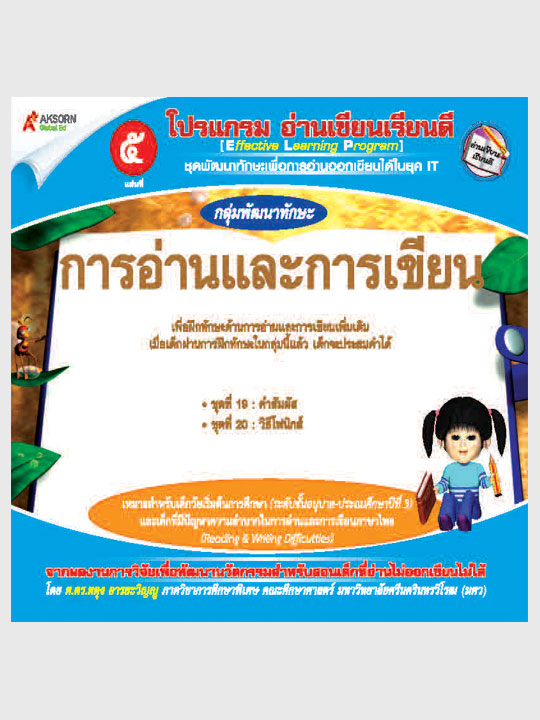 AKSORN
Global Ed
๕
แผ่นที่
โปรแกรม อ่านเขียนเรียนดี
[Effective Learning Program]
ชุดพัฒนาทักษะเพื่อการอ่านออกเขียนได้ในยุค IT
อ่านเขียน
เรียนดี
กลุ่มพัฒนาทักษะ
การอ่านและการเขียน
เพื่อฝึกทักษะด้านการอ่านและการเขียนเพิ่มเติม
เมื่อเด็กผ่านการฝึกทักษะในกลุ่มนี้แล้ว เด็กจะประสมคำได้
• ชุดที่ 19 : คำสัมผัส
• ชุดที่ 20 : วิธีโฟนิกส์
เหมาะสำหรับเด็กวัยเริ่มต้นการศึกษา (ระดับชั้นอนุบาล-ประถมศึกษาปีที่ 3)
และเด็กที่มีปัญหาความลำบากในการอ่านและการเขียนภาษาไทย
(Reading & Writing Difficulties)
จากผลงานการวิจัยเพื่อพัฒนานวัตกรรมสำหรับสอนเด็กที่อ่านไม่ออกเขียนไม่ได้
โดย ศ.ดร.ผดุง อารยะวิญญู ภาควิชาการศึกษาพิเศษ คณะศึกษาศาสตร์ มหาวิทยาลัยศรีนครินทรวิโรฒ (มศว)